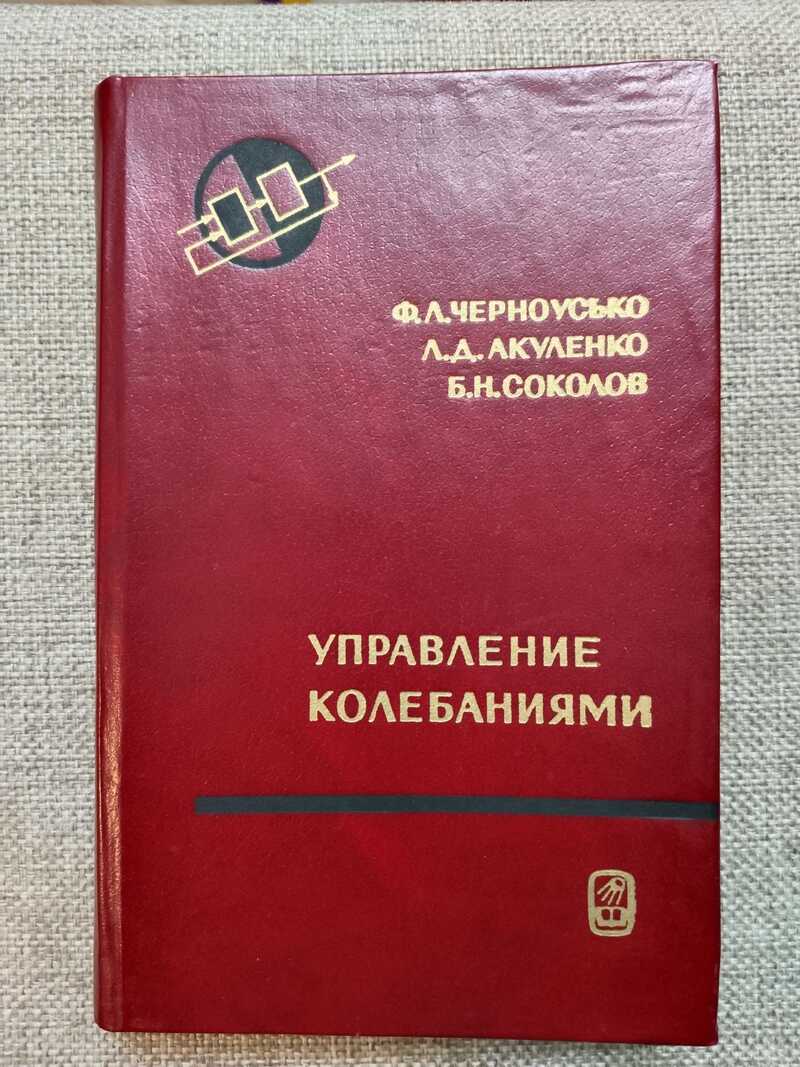 Ф.Л.ЧЕРНОУСЬКО
Л.Д.АКУЛЕНКО
Б.Н.СОКОЛОВ
УПРАВЛЕНИЕ
КОЛЕБАНИЯМИ